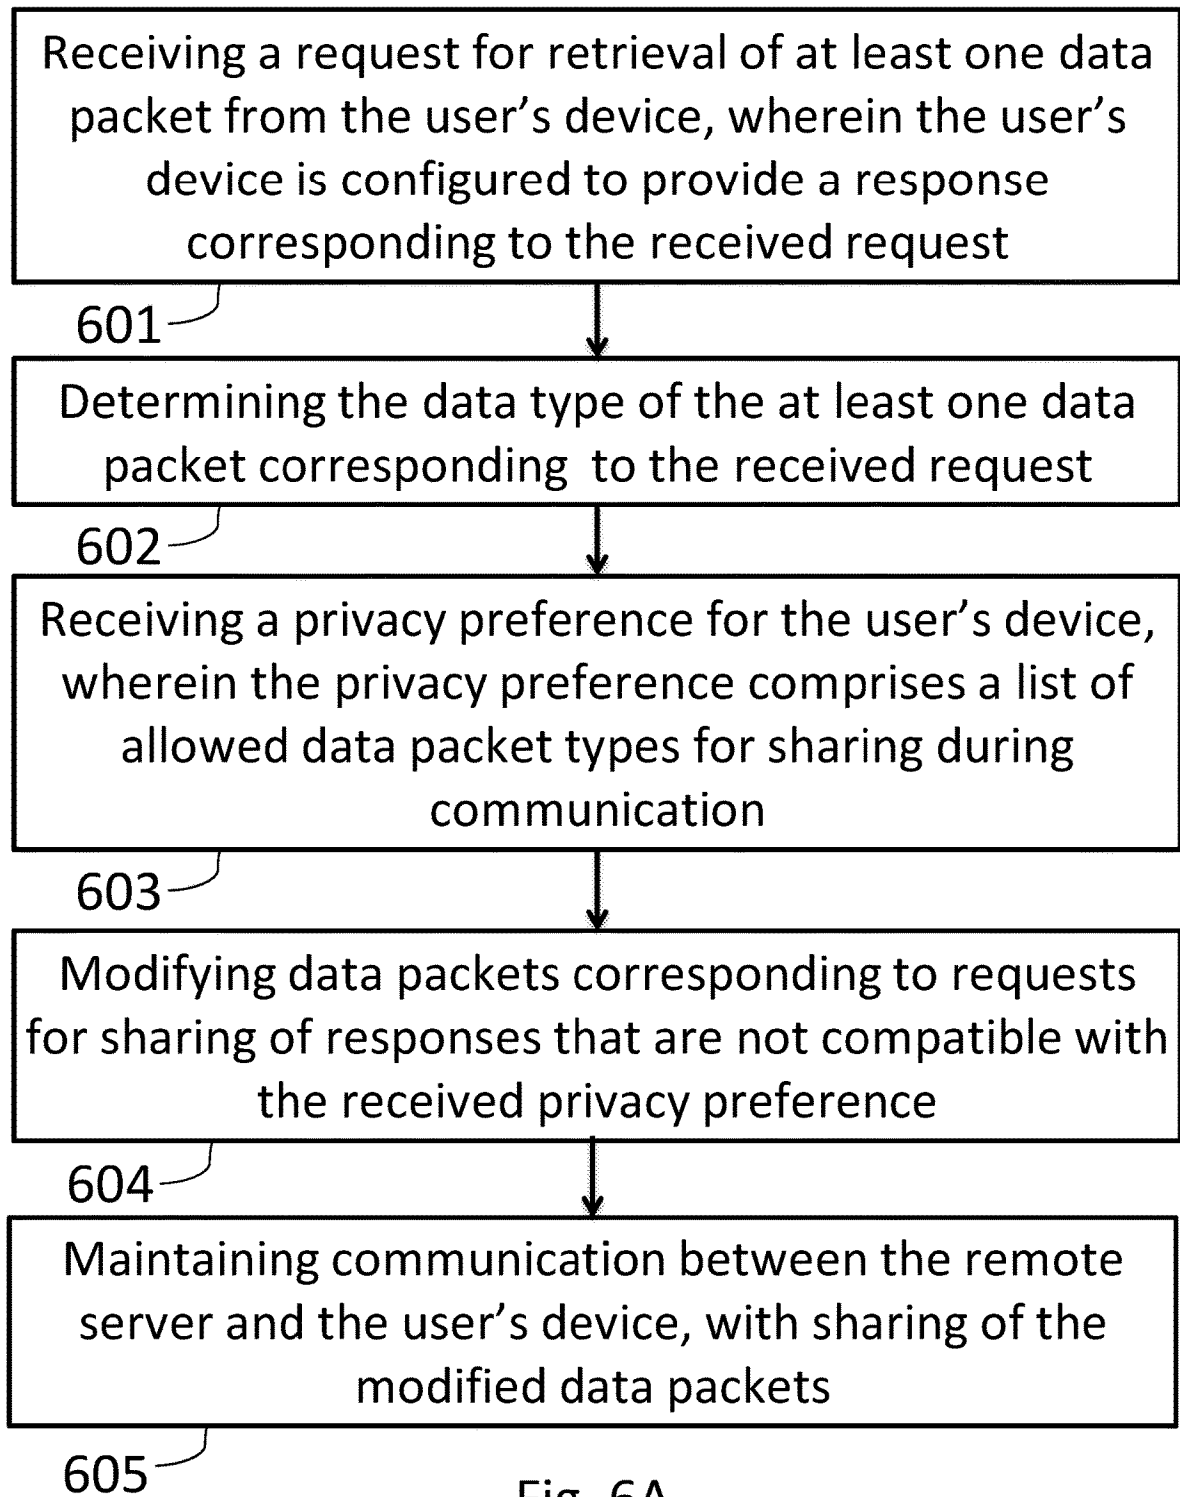 Receiving a request for retrieval of at least one data
packet from the user’s device, wherein the user’s
device is configured to provide a response
corresponding to the received request
601
Determining the data type of the at least one data
packet corresponding  to the received request
602
Receiving a privacy preference for the user’s device,
wherein the privacy preference comprises a list of
allowed data packet types for sharing during
communication
603
Modifying data packets corresponding to requests
for sharing of responses that are not compatible with
the received privacy preference
604
Maintaining communication between the remote
server and the user’s device, with sharing of the
modified data packets
605
Fig. 6A